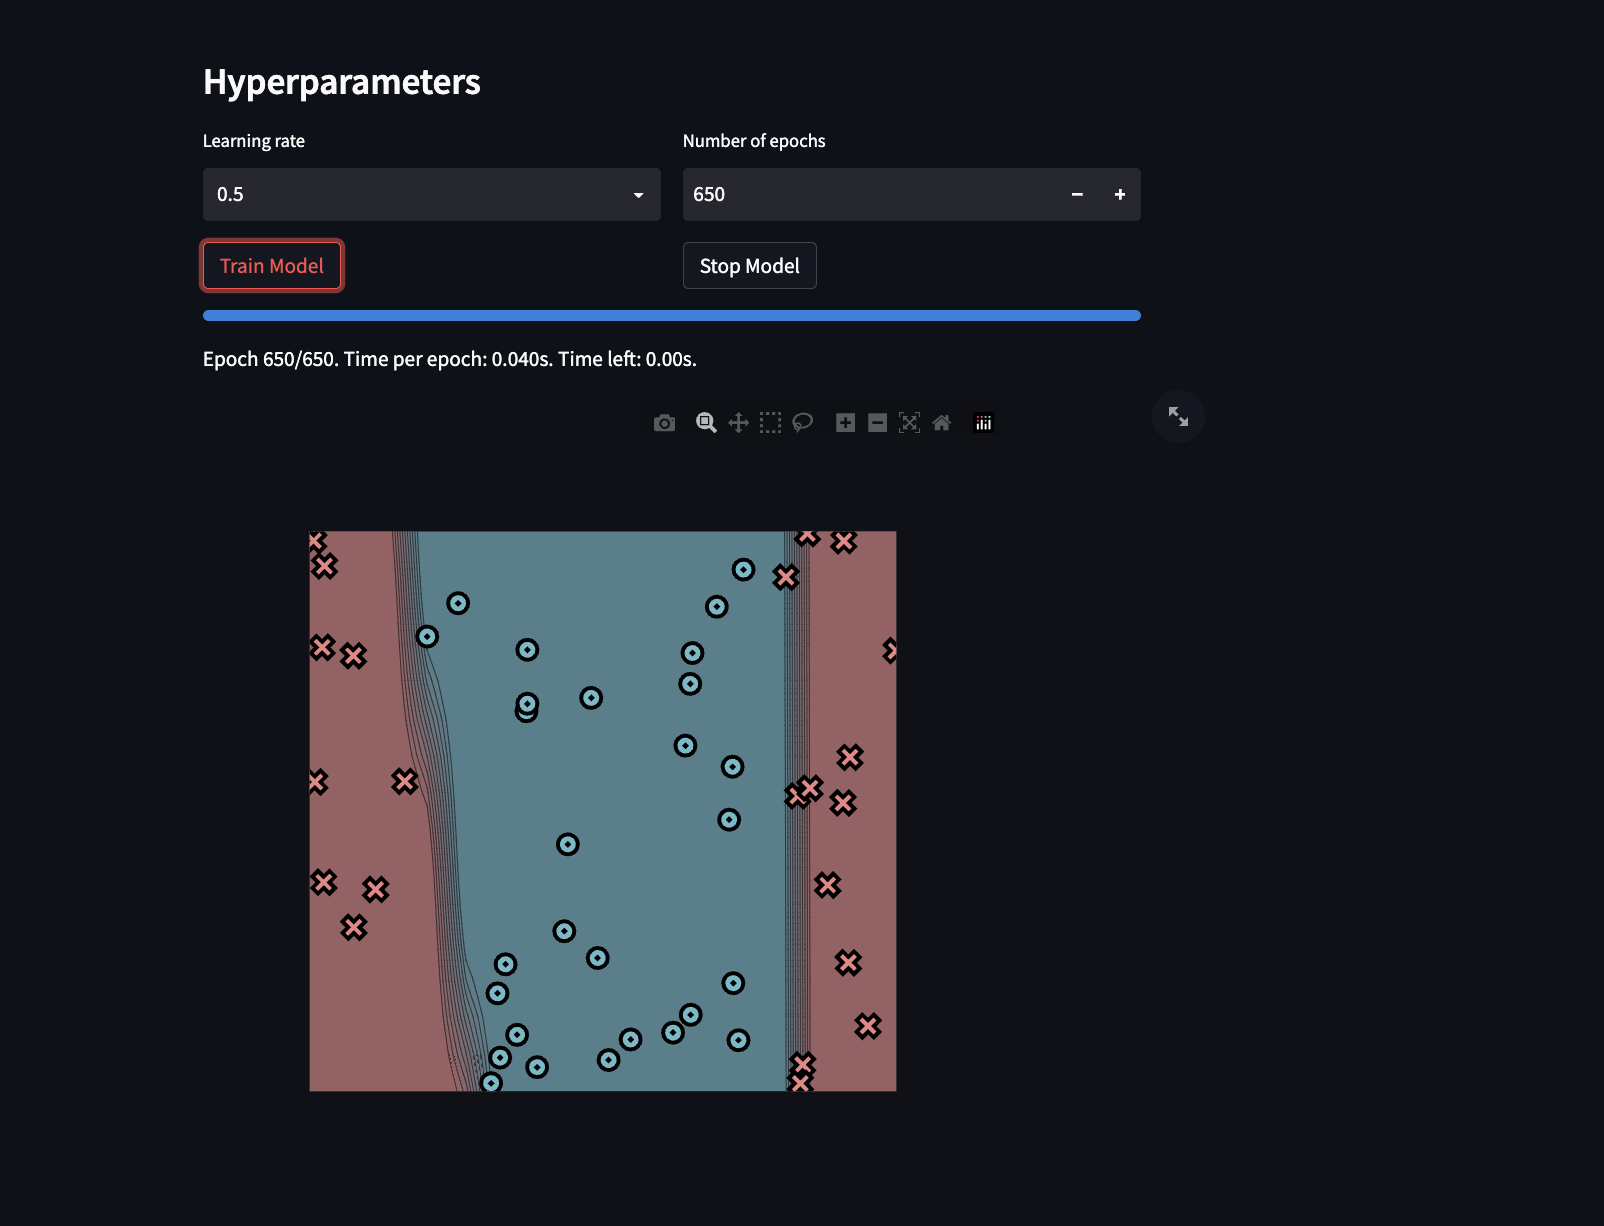 Hyperparameters
Learning rate
Number of epochs
0.5
650
Train Model
Stop Model
Epoch 650/650. Time per epoch: 0.040s. Time left: 0.00s.